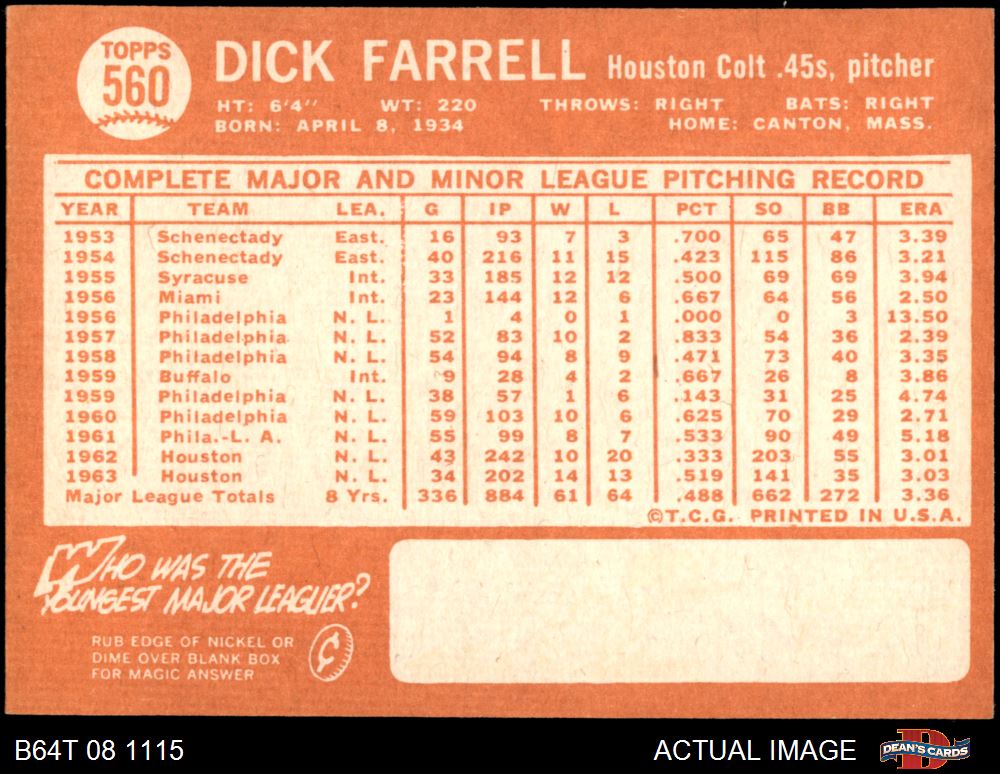 TOPPS
560
DICK FARRELL Houston Colt .45s, pitcher
HT: 6'4" WT: 220 THROWS: RIGHT BATS: RIGHT
BORN: APRIL 8, 1934 HOME: CANTON, MASS.
COMPLETE MAJOR AND MINOR LEAGUE PITCHING RECORD
YEAR TEAM LEA. G IP W L PCT SO BB ERA
1953 Schenectady East. 16 93 7 3 .700 65 47 3.39
1954 Schenectady East. 40 216 11 15 .423 115 86 3.21
1955 Syracuse Int. 33 185 12 12 .500 69 69 3.94
1956 Miami Int. 23 144 12 6 .667 64 56 2.50
1956 Philadelphia N. L. 1 4 0 1 .000 0 3 13.50
1957 Philadelphia N. L. 52 83 10 2 .833 54 36 2.39
1958 Philadelphia N. L. 54 94 8 9 .471 73 40 3.35
1959 Buffalo Int. 9 28 4 2 .667 26 8 3.86
1959 Philadelphia N. L. 38 57 1 6 .143 31 25 4.74
1960 Philadelphia N. L. 59 103 10 6 .625 70 29 2.71
1961 Phila.-L. A. N. L. 55 99 8 7 .533 90 49 5.18
1962 Houston N. L. 43 242 10 20 .333 203 55 3.01
1963 Houston N. L. 34 202 14 13 .519 141 35 3.03
Major League Totals 8 Yrs. 336 884 61 64 .488 662 272 3.36
©T.C.G. PRINTED IN U.S.A.
WHO WAS THE
YOUNGEST MAJOR LEAGUER?
RUB EDGE OF NICKEL OR
DIME OVER BLANK BOX
FOR MAGIC ANSWER
¢
B64T 08 1115 ACTUAL IMAGE DEAN'S CARDS